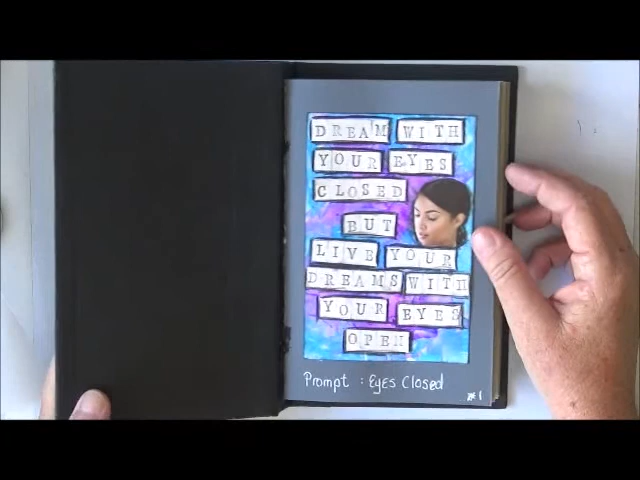 DREAM WITH
YOUR EYES
CLOSED
BUT
LIVE YOUR
DREAMS WITH
YOUR EYES
OPEN
Prompt : Eyes Closed
#1